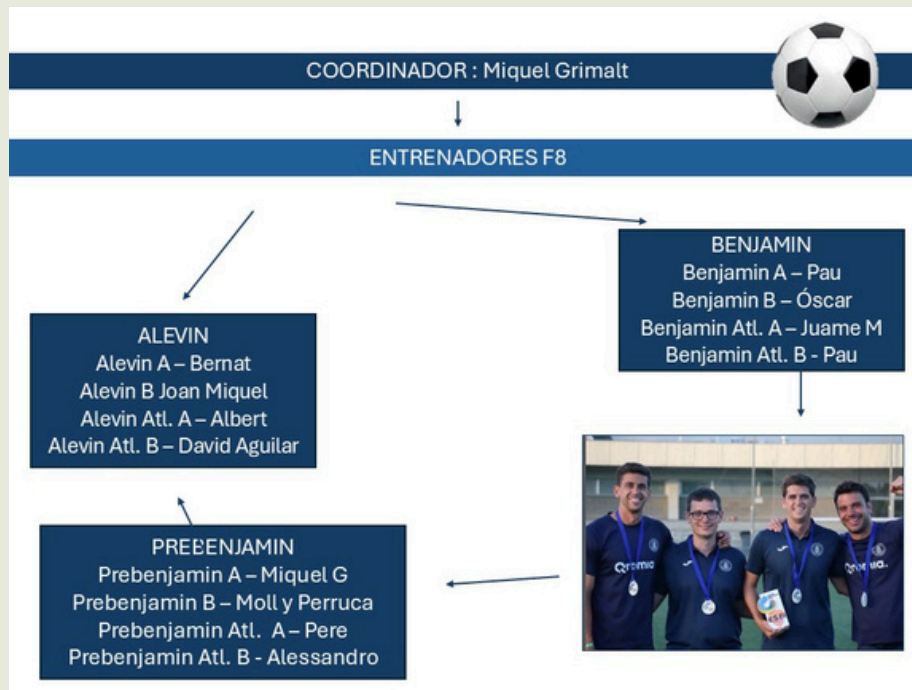 COORDINADOR : Miquel Grimalt
ENTRENADORES F8
BENJAMIN
Benjamin A – Pau
Benjamin B – Óscar
Benjamin Atl. A – Juame M
Benjamin Atl. B - Pau
ALEVIN
Alevin A – Bernat
Alevin B Joan Miquel
Alevin Atl. A – Albert
Alevin Atl. B – David Aguilar
PREBENJAMIN
Prebenjamin A – Miquel G
Prebenjamin B – Moll y Perruca
Prebenjamin Atl. A – Pere
Prebenjamin Atl. B - Alessandro